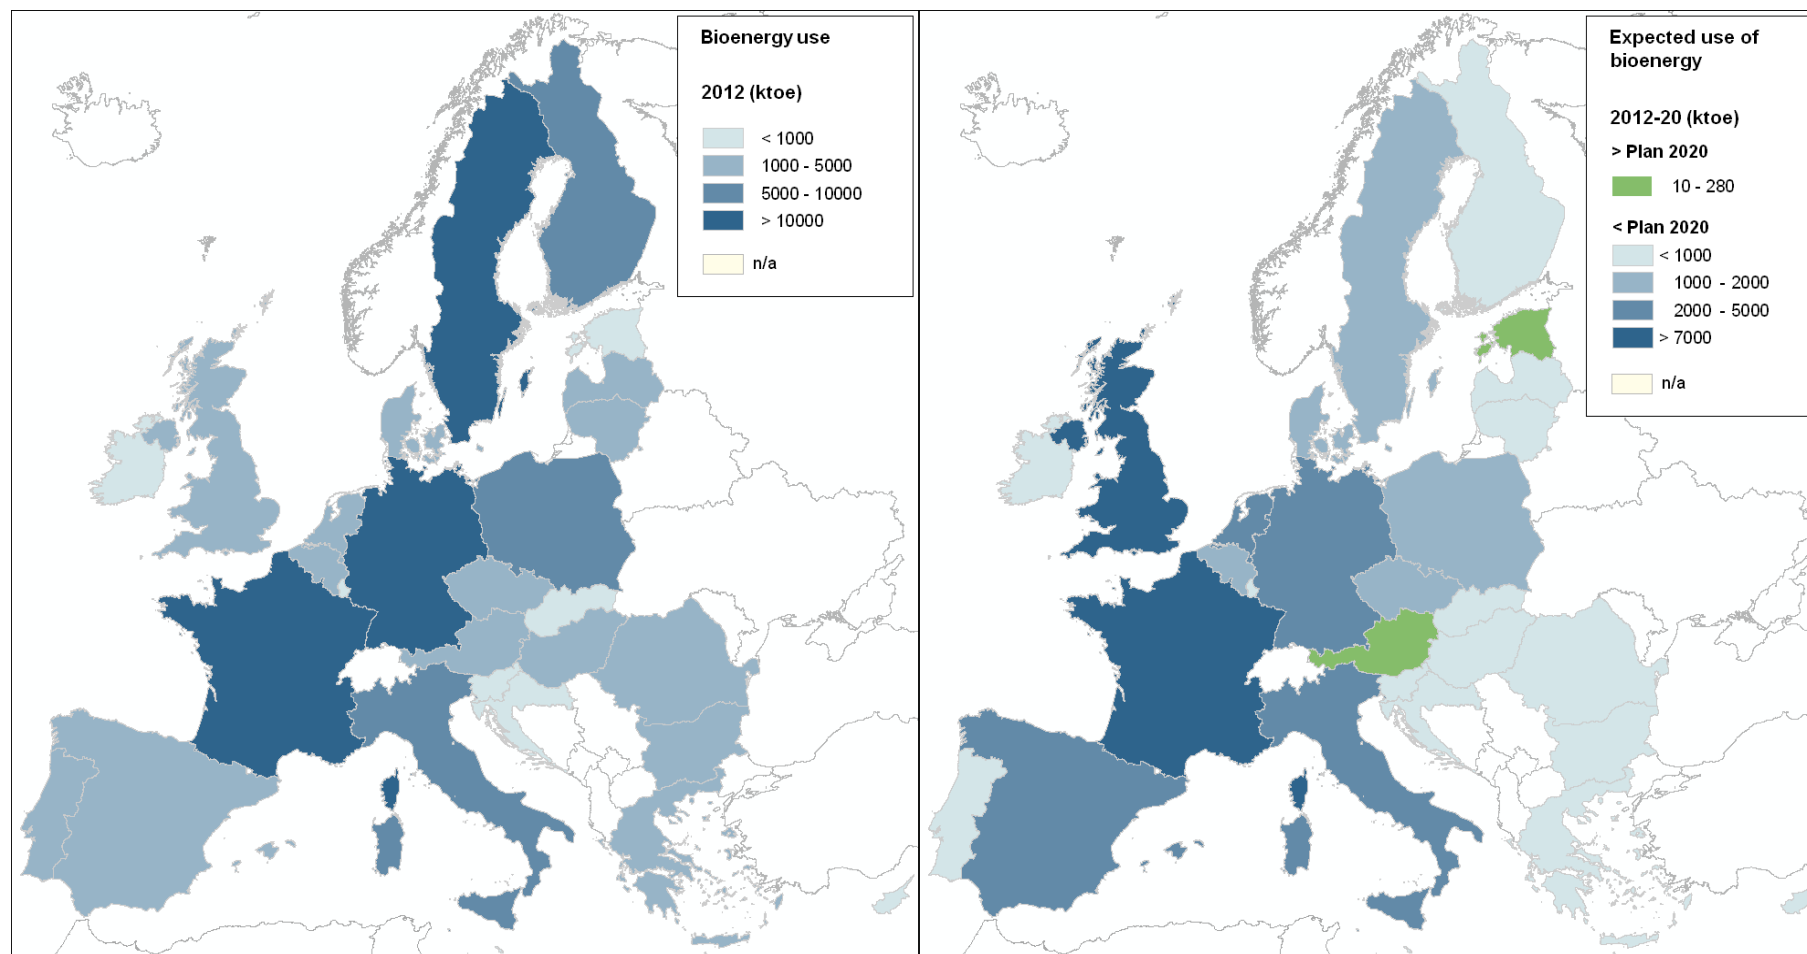 Bioenergy use
2012 (ktoe)
< 1000
1000 - 5000
5000 - 10000
> 10000
n/a
Expected use of
bioenergy
2012-20 (ktoe)
> Plan 2020
10 - 280
< Plan 2020
< 1000
1000 - 2000
2000 - 5000
> 7000
n/a